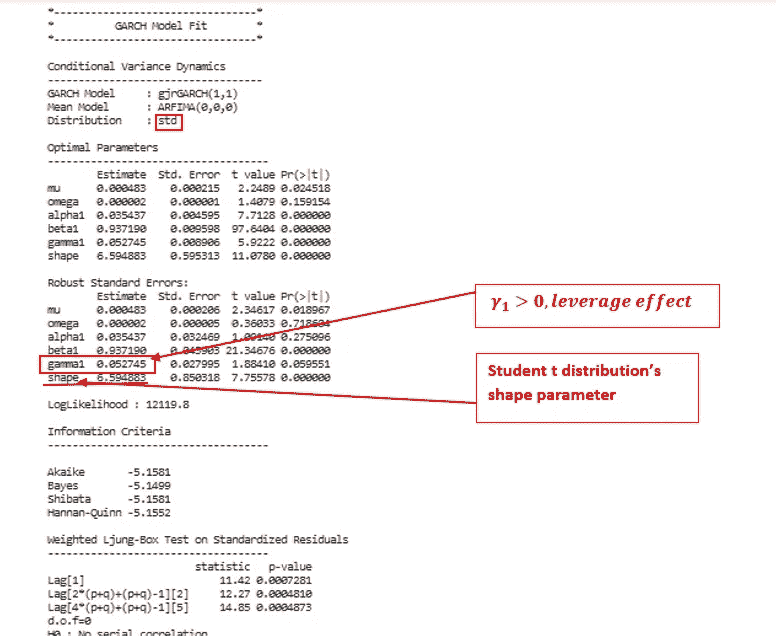 *---------------------------------*
*          GARCH Model Fit        *
*---------------------------------*
Conditional Variance Dynamics
-----------------------------------
GARCH Model : gjrGARCH(1,1)
Mean Model : ARFIMA(0,0,0)
Distribution : std
Optimal Parameters
------------------------------------
Estimate Std. Error t value Pr(>|t|)
mu 0.000483 0.000215 2.2489 0.024518
omega 0.000002 0.000001 1.4079 0.159154
alpha1 0.035437 0.004595 7.7128 0.000000
beta1 0.937190 0.009598 97.6404 0.000000
gamma1 0.052745 0.008906 5.9222 0.000000
shape 6.594883 0.595313 11.0780 0.000000
Robust Standard Errors:
Estimate Std. Error t value Pr(>|t|)
mu 0.000483 0.000206 2.34617 0.018967
omega 0.000002 0.000005 0.36033 0.718604
alpha1 0.035437 0.032469 1.09140 0.275096
beta1 0.937190 0.043903 21.34676 0.000000
gamma1 0.052745 0.027995 1.88410 0.059551
shape 6.594883 0.850318 7.75578 0.000000
γ₁ > 0, leverage effect
Student t distribution's
shape parameter
LogLikelihood : 12119.8
Information Criteria
------------------------------------
Akaike -5.1581
Bayes -5.1499
Shibata -5.1581
Hannan-Quinn -5.1552
Weighted Ljung-Box Test on Standardized Residuals
------------------------------------
statistic p-value
Lag[1] 11.42 0.0007281
Lag[2*(p+q)+(p+q)-1][2] 12.27 0.0004810
Lag[4*(p+q)+(p+q)-1][5] 14.85 0.0004873
d.o.f=0
H0 : No serial correlation